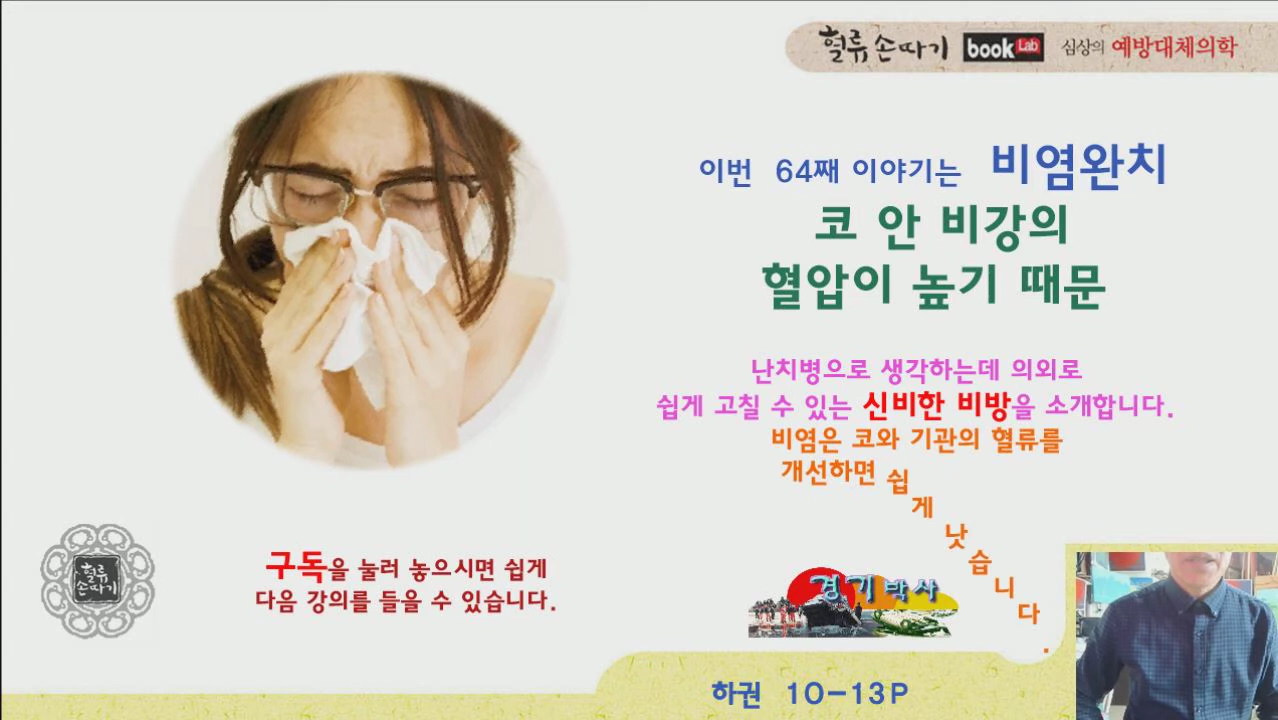 혈류 손따기 book Lab 심상의 예방대체의학
이번 64째 이야기는 비염완치
코 안 비강의
혈압이 높기 때문
난치병으로 생각하는데 의외로
쉽게 고칠 수 있는 신비한 비방을 소개합니다.
비염은 코와 기관의 혈류를
개선하면 쉽게 낫습니다.
혈류
손따기
구독을 눌러 놓으시면 쉽게
다음 강의를 들을 수 있습니다.
경기박사
하권 10-13P